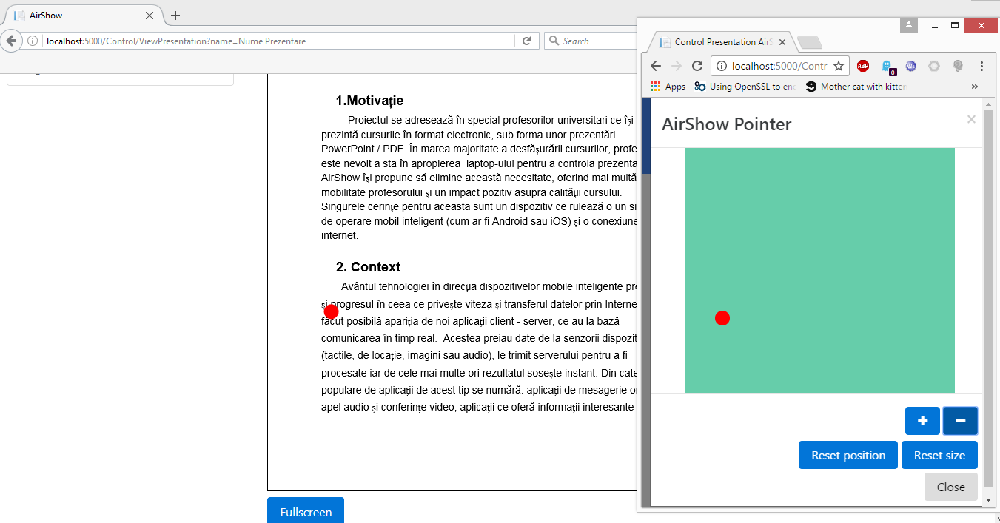 AirShow
localhost:5000/Control/ViewPresentation?name=Nume Prezentare
Search
1.Motivație
Proiectul se adresează în special profesorilor universitari ce își
prezintă cursurile în format electronic, sub forma unor prezentări
PowerPoint / PDF. În marea majoritate a desfășurării cursurilor, profe
este nevoit a sta în apropierea laptop-ului pentru a controla prezenta
AirShow își propune să elimine această necesitate, oferind mai multă
mobilitate profesorului și un impact pozitiv asupra calității cursului.
Singurele cerințe pentru aceasta sunt un dispozitiv ce rulează o un si
de operare mobil inteligent (cum ar fi Android sau iOS) și o conexiune
internet.
2. Context
Avântul tehnologiei în direcția dispozitivelor mobile inteligente pre
și progresul în ceea ce privește viteza și transferul datelor prin Interne
făcut posibilă apariția de noi aplicații client - server, ce au la bază
comunicarea în timp real. Acestea preiau date de la senzorii dispozit
(tactile, de locație, imagini sau audio), le trimit serverului pentru a fi
procesate iar de cele mai multe ori rezultatul sosește instant. Din cate
populare de aplicații de acest tip se numără: aplicații de mesagerie o
apel audio și conferințe video, aplicații ce oferă informații interesante
Fullscreen
Control Presentation AirS
localhost:5000/Contro
ABP
0
Ws
Apps
Using OpenSSL to enc
Mother cat with kitten
»
AirShow Pointer
Reset position
Reset size
Close